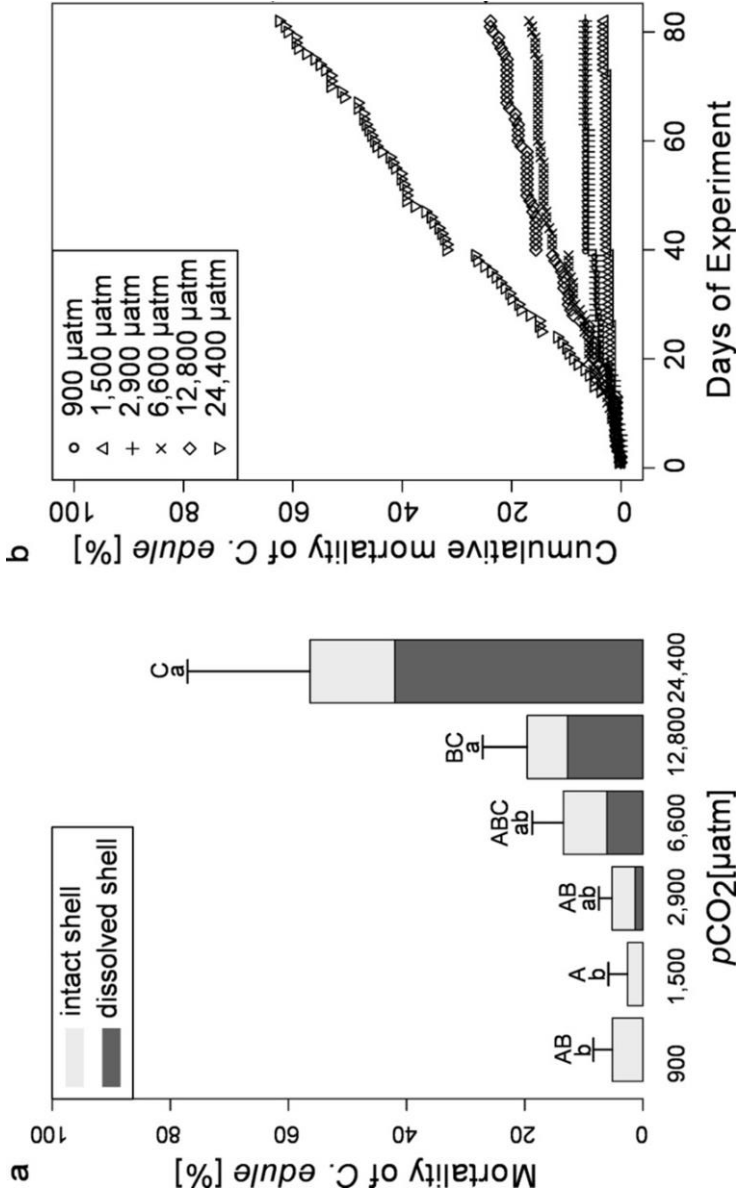 a
Mortality of C. edule [%]
100
80
60
40
20
0
intact shell
dissolved shell
AB
b
A
b
AB
ab
ABC
ab
BC
a
C
a
900
1,500
2,900
6,600
12,800
24,400
pCO2[µatm]
b
Cumulative mortality of C. edule [%]
100
80
60
40
20
0
900 µatm
1,500 µatm
2,900 µatm
6,600 µatm
12,800 µatm
24,400 µatm
0
20
40
60
80
Days of Experiment